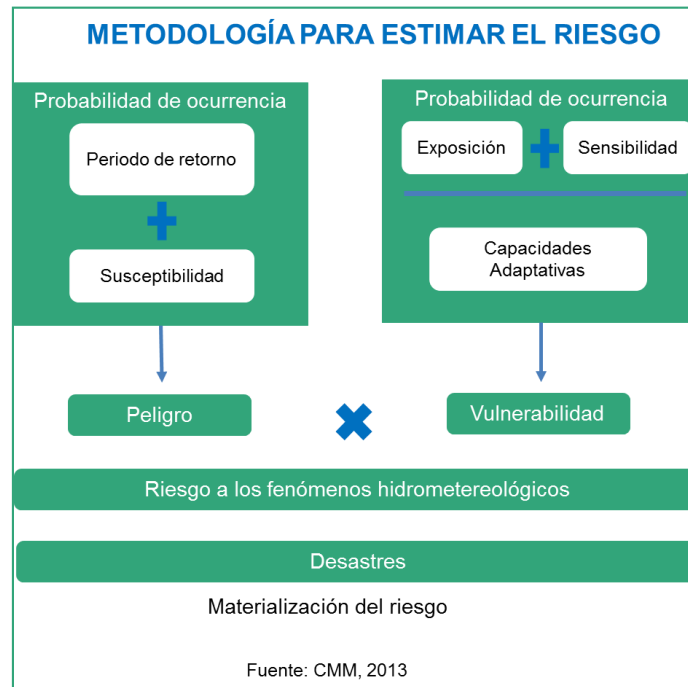 METODOLOGÍA PARA ESTIMAR EL RIESGO
Probabilidad de ocurrencia
Periodo de retorno
Susceptibilidad
Peligro
Probabilidad de ocurrencia
Exposición
Sensibilidad
Capacidades
Adaptativas
Vulnerabilidad
Riesgo a los fenómenos hidrometereológicos
Desastres
Materialización del riesgo
Fuente: CMM, 2013